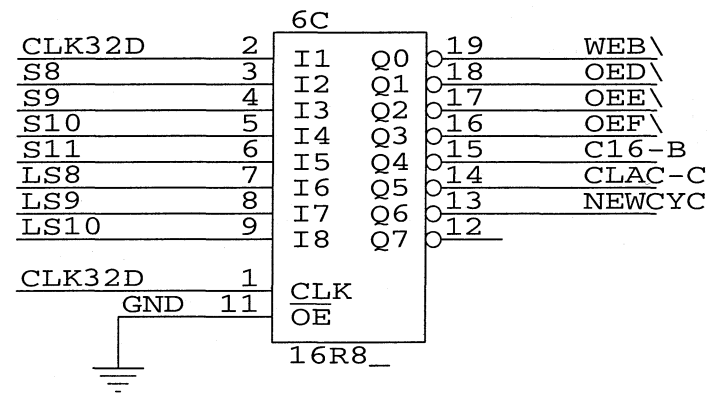 6C
CLK32D 2 I1 Q0 19 WEB\
S8 3 I2 Q1 18 OED\
S9 4 I3 Q2 17 OEE\
S10 5 I4 Q3 16 OEF\
S11 6 I5 Q4 15 C16-B
LS8 7 I6 Q5 14 CLAC-C
LS9 8 I7 Q6 13 NEWCYC
LS10 9 I8 Q7 12
CLK32D 1 CLK
GND 11 OE
16R8_